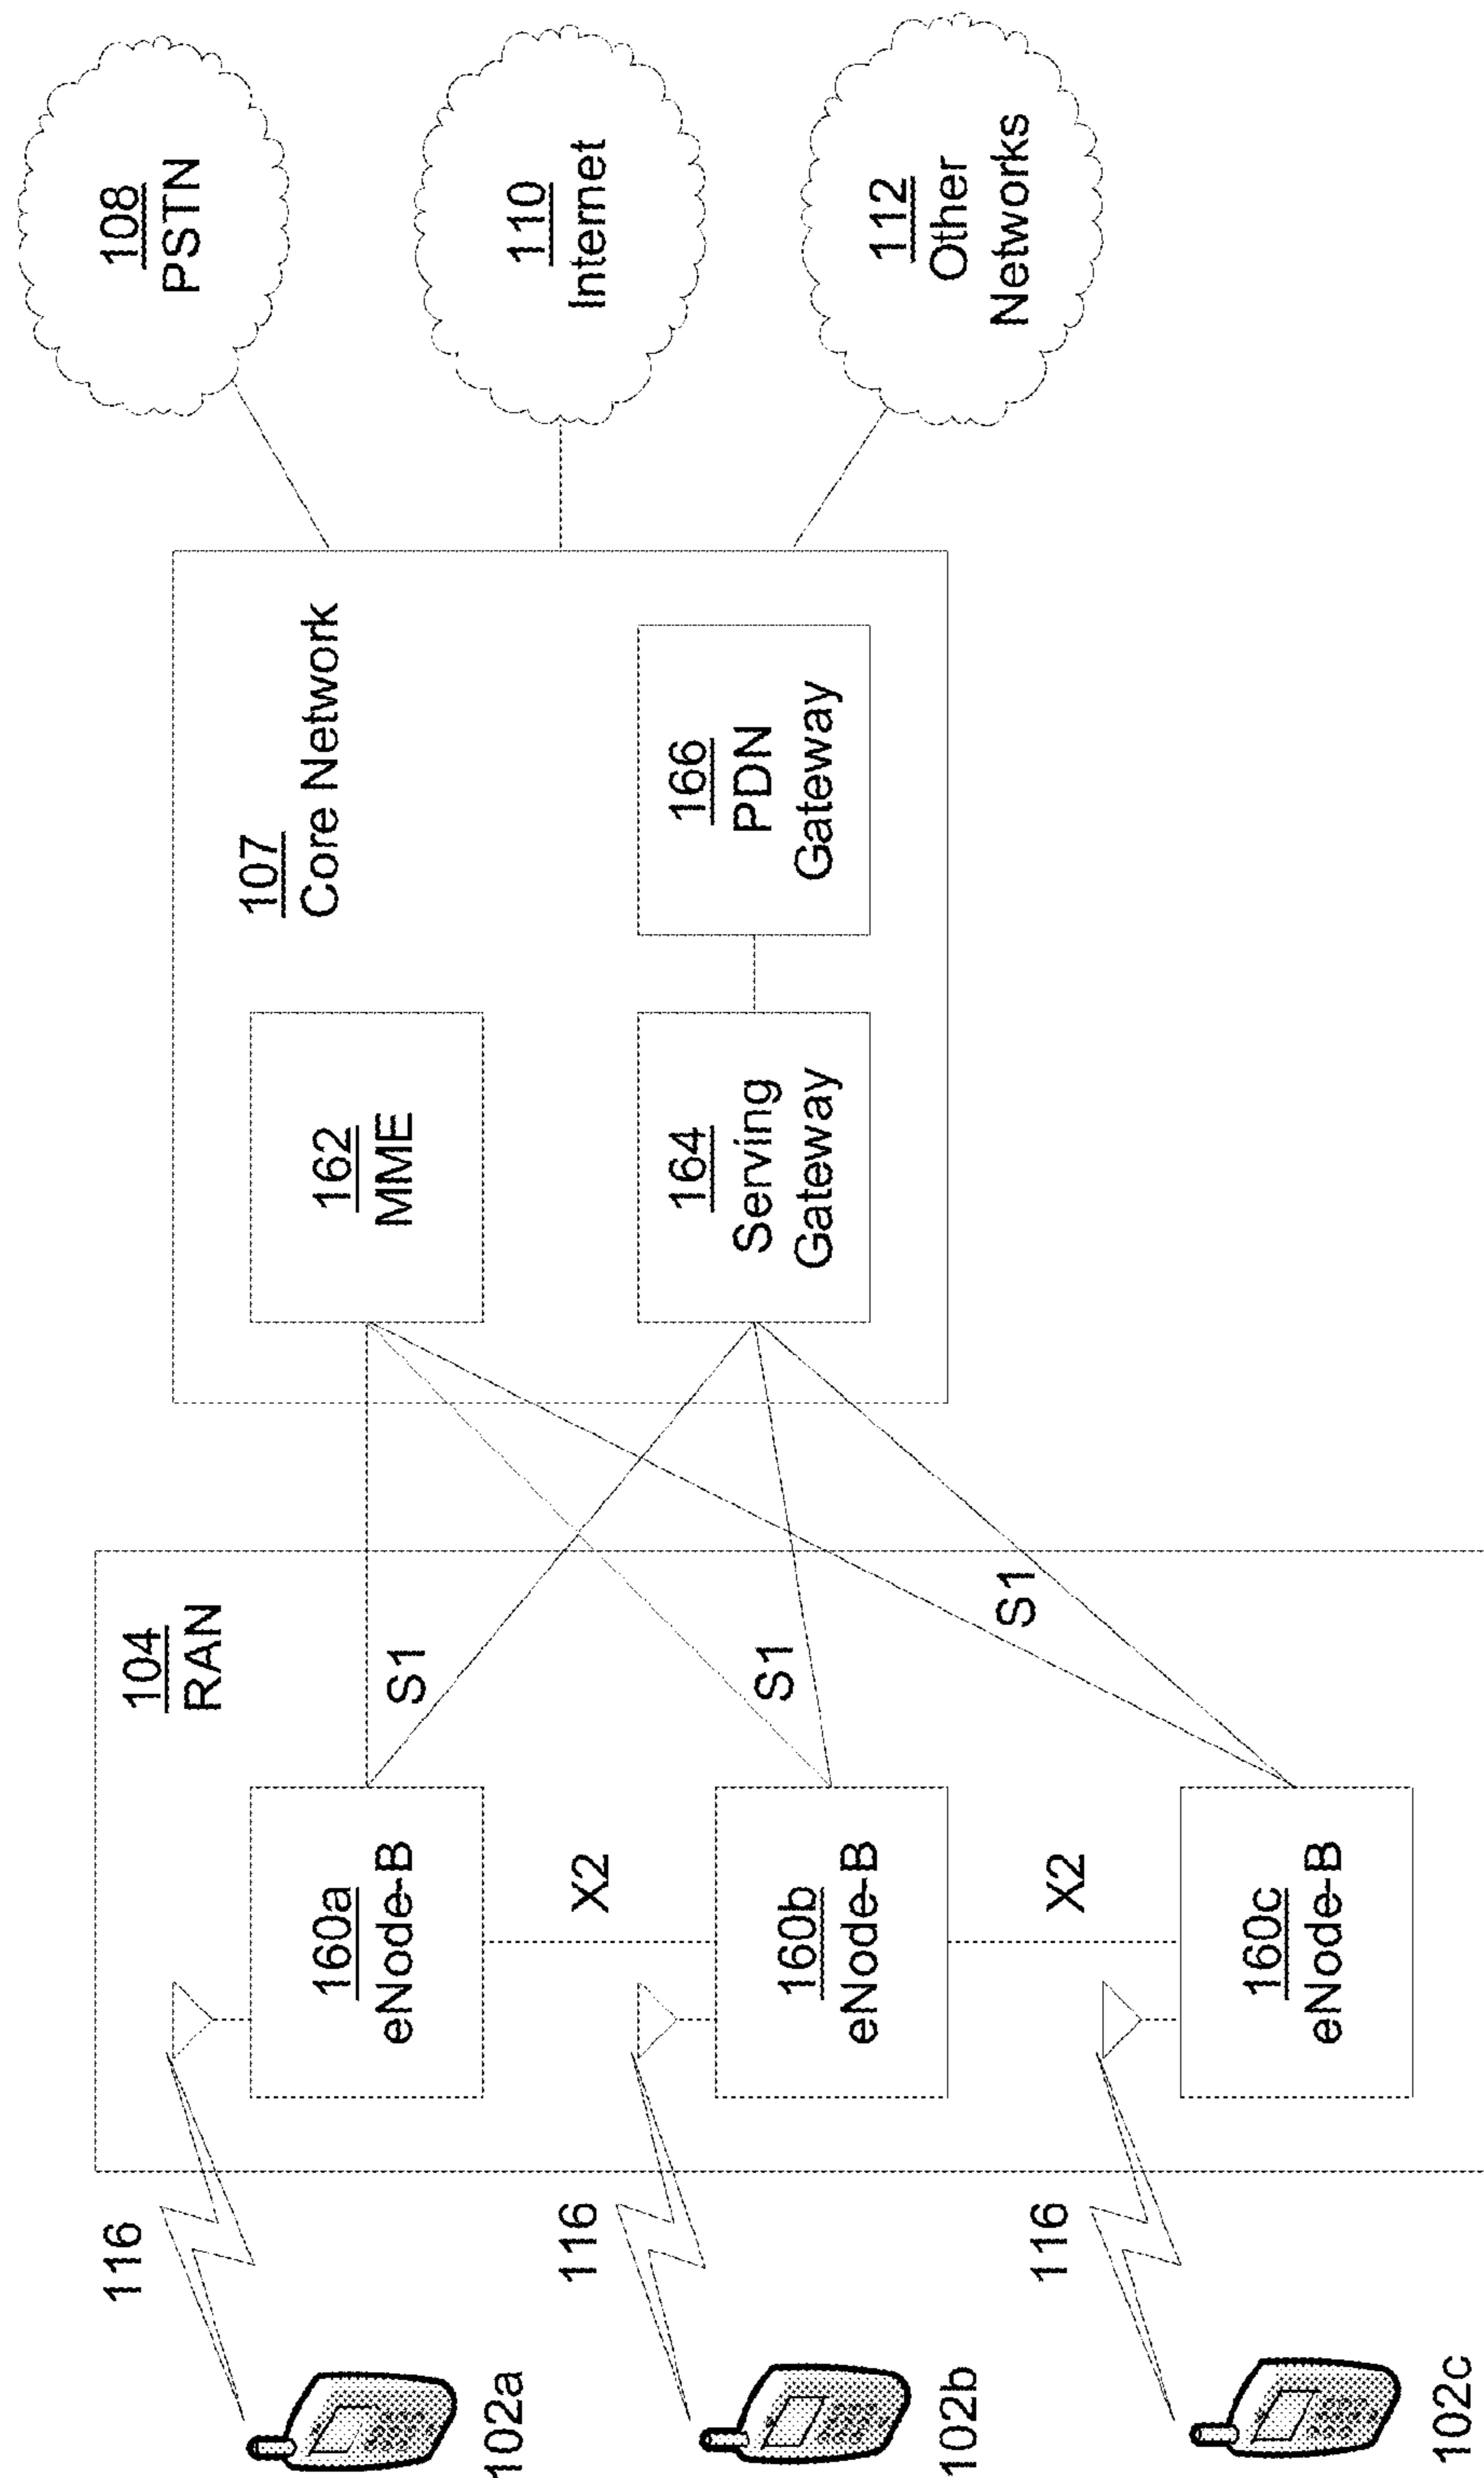 108
PSTN
110
Internet
112
Other
Networks
107
Core Network
162
MME
166
PDN
Gateway
164
Serving
Gateway
104
RAN
S1
S1
S1
160a
eNode-B
X2
160b
eNode-B
X2
160c
eNode-B
116
116
116
102a
102b
102c